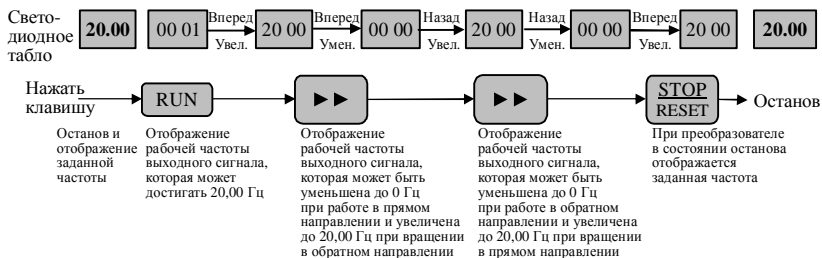 Свето-
диодное
табло
20.00
00 01
Вперед
Увел.
20 00
Вперед
Умен.
00 00
Назад
Увел.
20 00
Назад
Умен.
00 00
Вперед
Увел.
20 00
20.00
Нажать
клавишу
RUN
►►
►►
STOP
RESET
Останов
Останов и
отображение
заданной
частоты
Отображение
рабочей частоты
выходного сигнала,
которая может
достигать 20,00 Гц
Отображение
рабочей частоты
выходного сигнала,
которая может быть
уменьшена до 0 Гц
при работе в прямом
направлении и увеличена
до 20,00 Гц при вращении
в обратном направлении
Отображение
рабочей частоты
выходного сигнала,
которая может быть
уменьшена до 0 Гц
при работе в обратном
направлении и увеличена
до 20,00 Гц при вращении
в прямом направлении
При преобразователе
в состоянии останова
отображается
заданная частота